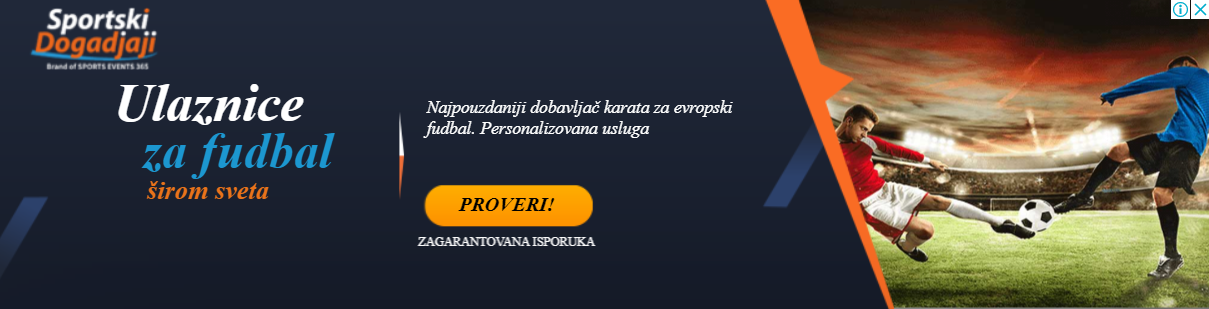 Sportski
Dogadjaji
Brand of SPORTS EVENTS 365
Ulaznice
za fudbal
širom sveta
Najpouzdaniji dobavljač karata za evropski
fudbal. Personalizovana usluga
PROVERI!
ZAGARANTOVANA ISPORUKA